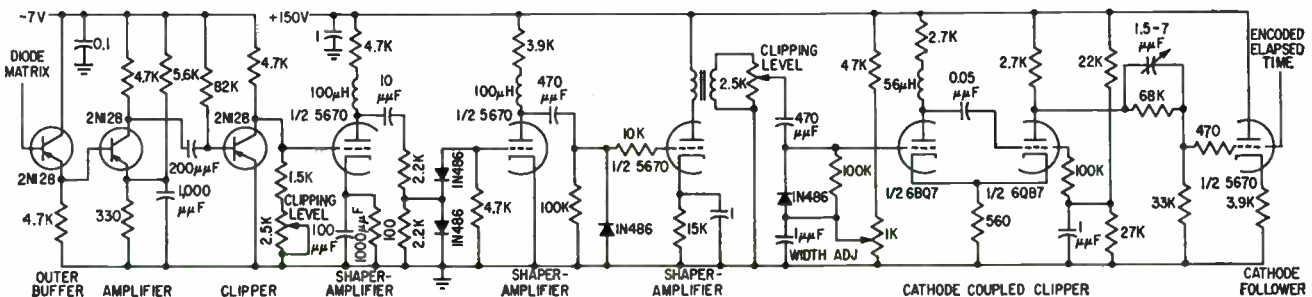 -7V
+150V
0.1
1
DIODE
MATRIX
4.7K
5.6K
82K
4.7K
4.7K
100μH
10
μμF
3.9K
100μH
470
μμF
CLIPPING
LEVEL
2.5K
47K
2.7K
56μH
0.05
μμF
2.7K
22K
1.5-7
μμF
68K
ENCODED
ELAPSED
TIME
2N128
2N128
2N128
200μμF
1/2 5670
1/2 5670
10K
1/2 5670
470
μμF
100K
1/2 6BQ7
1/2 6QB7
100K
470
1/2 5670
4.7K
330
1,000
μμF
1.5K
CLIPPING
LEVEL
2.5K
100
μμF
1000μμF
100
2.2K
2.2K
1N486
1N486
4.7K
100K
1N486
15K
1
1N486
1μμF
WIDTH ADJ
1K
560
1
μμF
27K
33K
3.9K
OUTER
BUFFER
AMPLIFIER
CLIPPER
SHAPER-
AMPLIFIER
SHAPER-
AMPLIFIER
SHAPER-
AMPLIFIER
CATHODE COUPLED CLIPPER
CATHODE
FOLLOWER